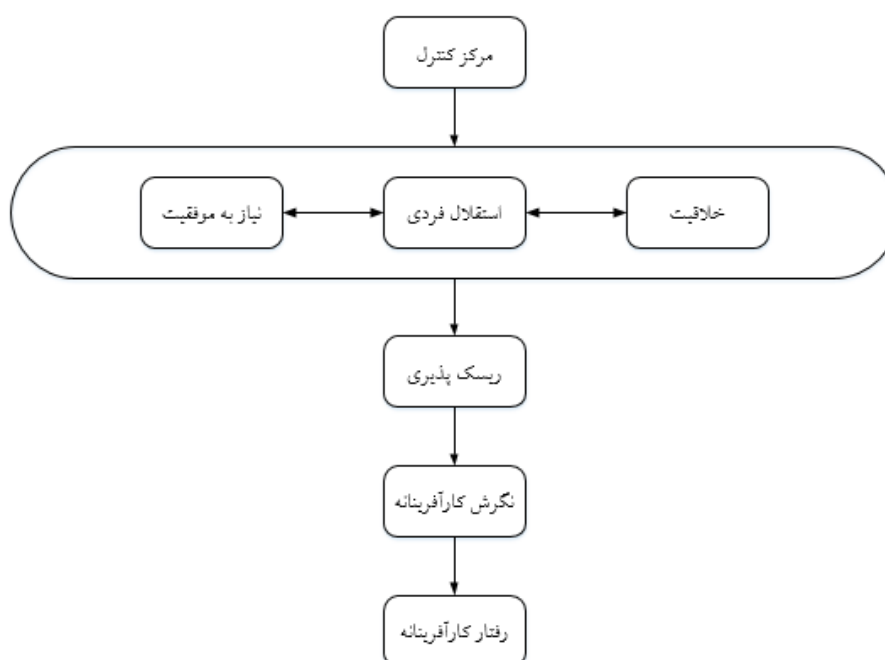 مرکز کنترل
خلاقیت
استقلال فردی
نیاز به موفقیت
ریسک پذیری
نگرش کارآفرینانه
رفتار کارآفرینانه